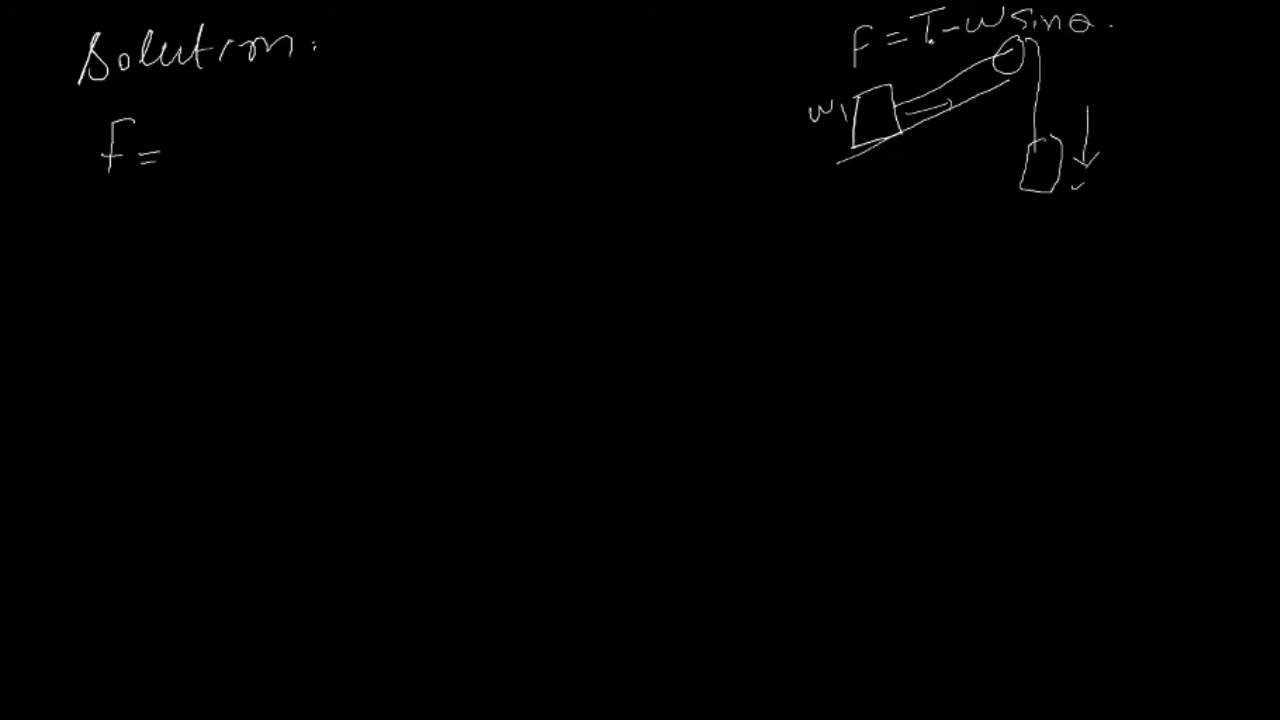 Solution:
F = T - w sinθ.
w1
F =